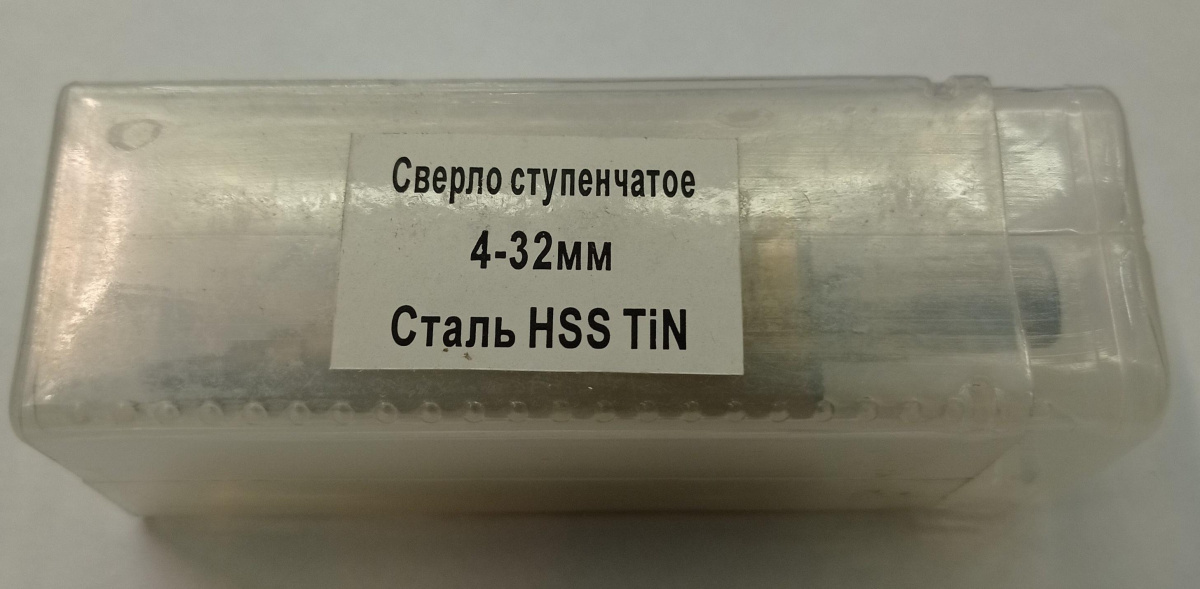 Сверло ступенчатое
4-32мм
Сталь HSS TiN